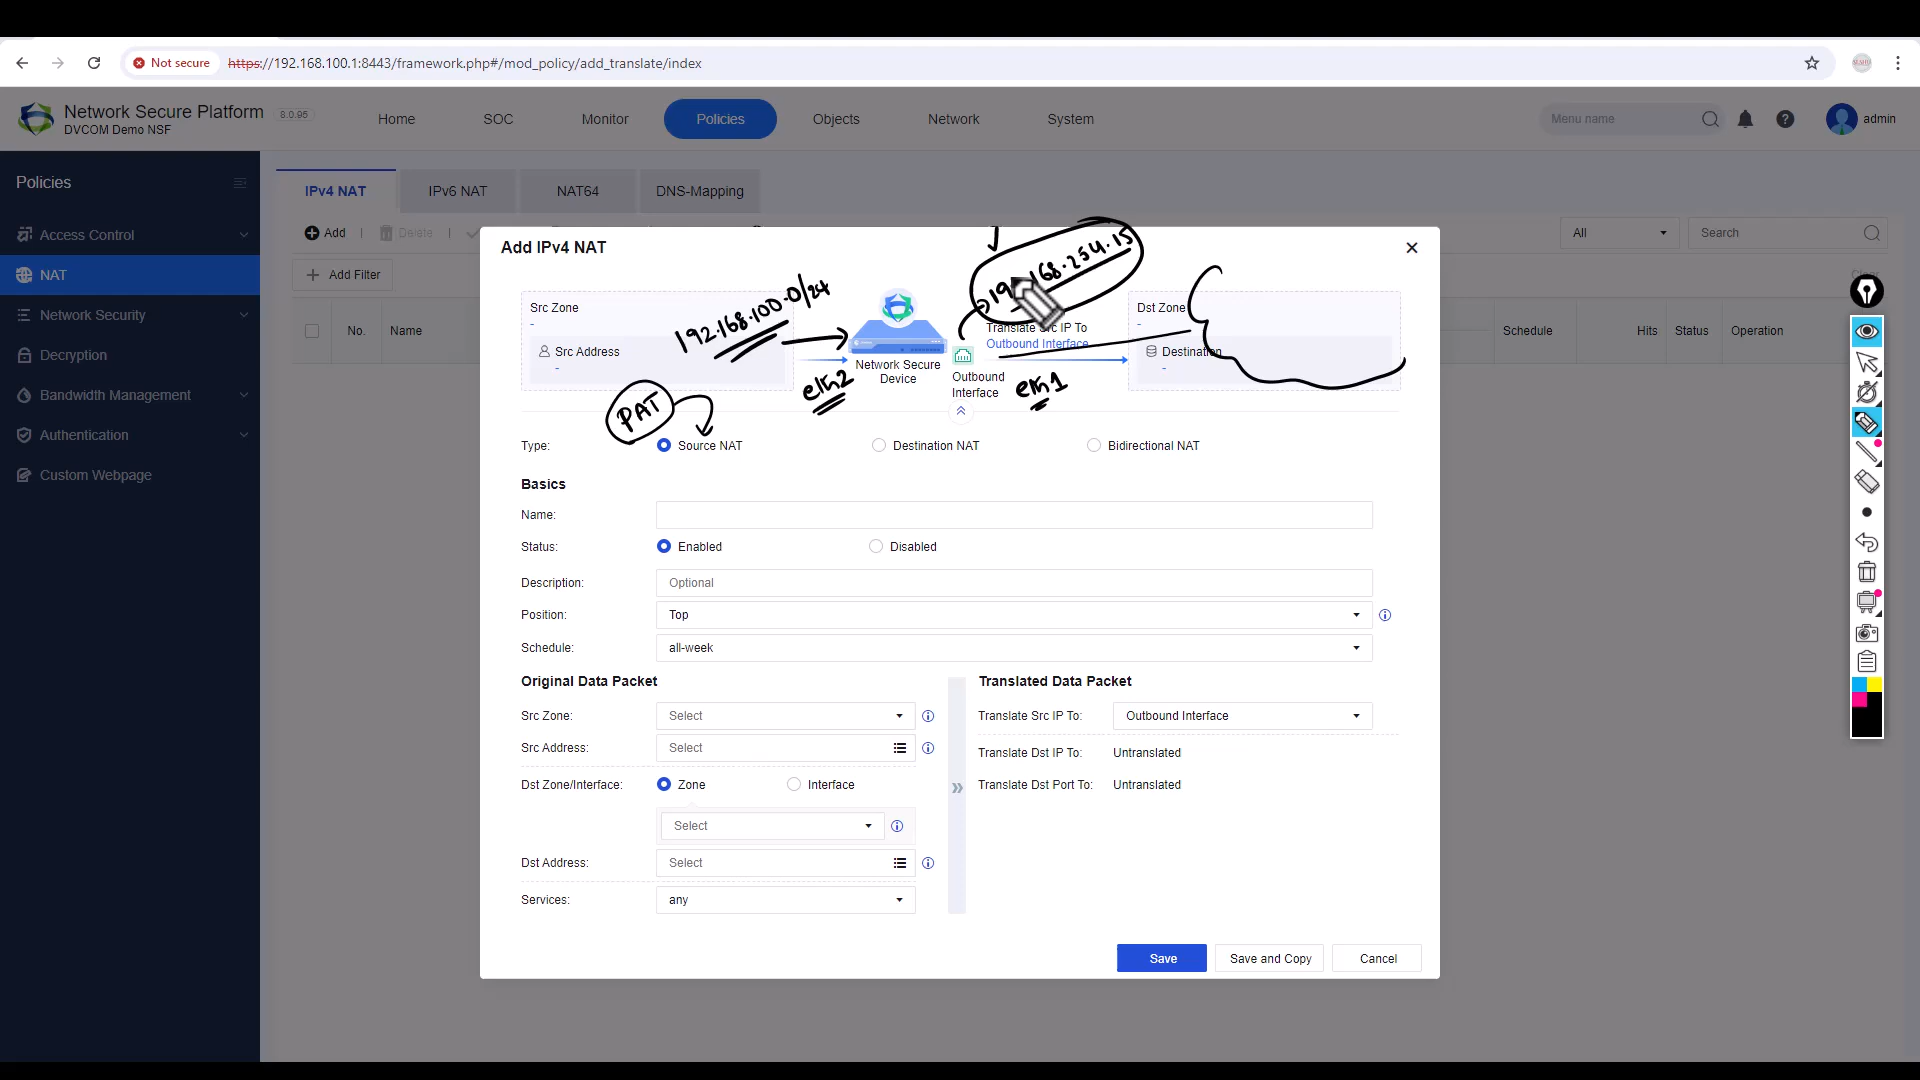 Not secure
https://192.168.100.1:8443/framework.php#/mod_policy/add_translate/index
Network Secure Platform 8.0.95
DVCOM Demo NSF
Home SOC Monitor Policies Objects Network System
Menu name
admin
Policies
Access Control
NAT
Network Security
Decryption
Bandwidth Management
Authentication
Custom Webpage
IPv4 NAT IPv6 NAT NAT64 DNS-Mapping
Add Delete
All Search
Add Filter
Clear
No. Name Schedule Hits Status Operation
Add IPv4 NAT
192.168.100.0/24
168.254.15
Src Zone
-
Src Address
-
Network Secure
Device
Translate Src IP To
Outbound Interface
Outbound
Interface
Dst Zone
-
Destination
-
eth2
eth1
PAT
Type: Source NAT Destination NAT Bidirectional NAT
Basics
Name:
Status: Enabled Disabled
Description: Optional
Position: Top
Schedule: all-week
Original Data Packet
Src Zone: Select
Src Address: Select
Dst Zone/Interface: Zone Interface
Select
Dst Address: Select
Services: any
Translated Data Packet
Translate Src IP To: Outbound Interface
Translate Dst IP To: Untranslated
Translate Dst Port To: Untranslated
Save Save and Copy Cancel